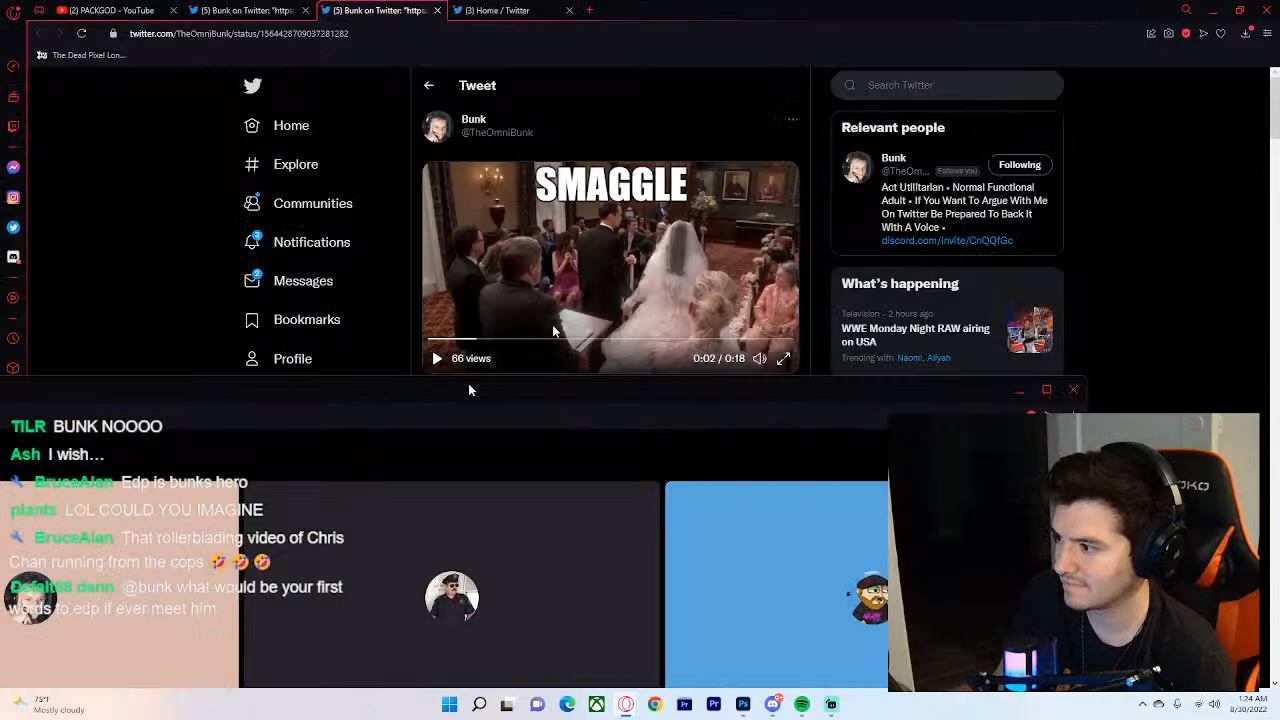 PACKGOD - YouTube
(5) Bunk on Twitter: "https:
(5) Bunk on Twitter: "https:
(3) Home / Twitter
twitter.com/TheOmniBunk/status/1564428709037281282
The Dead Pixel Lon...
Tweet
Search Twitter
Bunk
@TheOmniBunk
Home
Explore
Communities
3
Notifications
2
Messages
Bookmarks
Profile
SMAGGLE
66 views
0:02 / 0:18
Relevant people
Bunk
@TheOm...
Follows you
Following
Act Utilitarian • Normal Functional
Adult • If You Want To Argue With Me
On Twitter Be Prepared To Back It
With A Voice •
discord.com/invite/CnQQfGc
What's happening
Television · 2 hours ago
WWE Monday Night RAW airing
on USA
Trending with Naomi, Aliyah
TILR BUNK NOOOO
Ash I wish...
BruceAlan Edp is bunks hero
plants LOL COULD YOU IMAGINE
BruceAlan That rollerblading video of Chris
Chan running from the cops 🤣 🤣 🤣
Defalt68 dann @bunk what would be your first
words to edp if ever meet him
75°F
Mostly cloudy
1:24 AM
8/30/2022